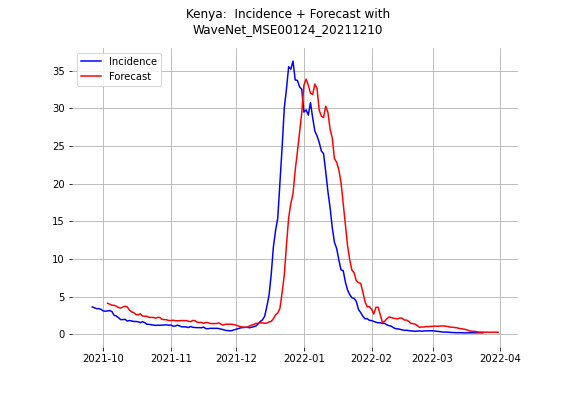 Kenya:  Incidence + Forecast with
WaveNet_MSE00124_20211210
Incidence
Forecast
35
30
25
20
15
10
5
0
2021-10 2021-11 2021-12 2022-01 2022-02 2022-03 2022-04